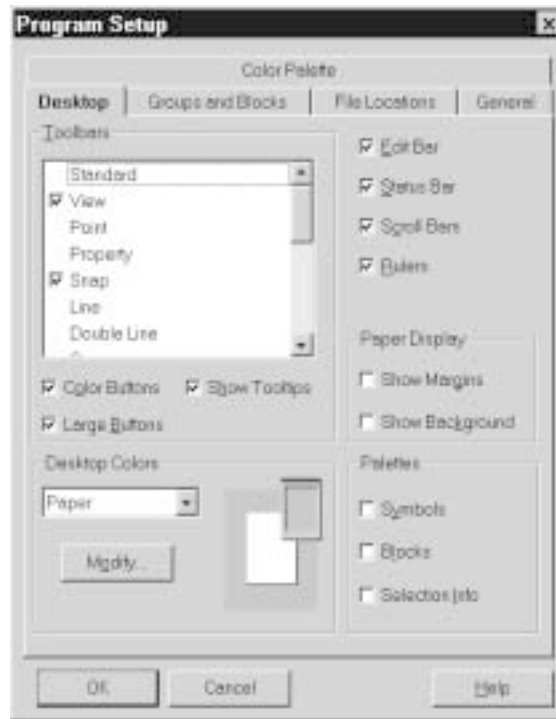 Program Setup
Color Palette
Desktop
Groups and Blocks
File Locations
General
Toolbars
Standard
View
Point
Property
Snap
Line
Double Line
Color Buttons
Show Tooltips
Large Buttons
Edit Bar
Status Bar
Scroll Bars
Rulers
Paper Display
Show Margins
Show Background
Desktop Colors
Paper
Modify...
Palettes
Symbols
Blocks
Selection Info
OK
Cancel
Help